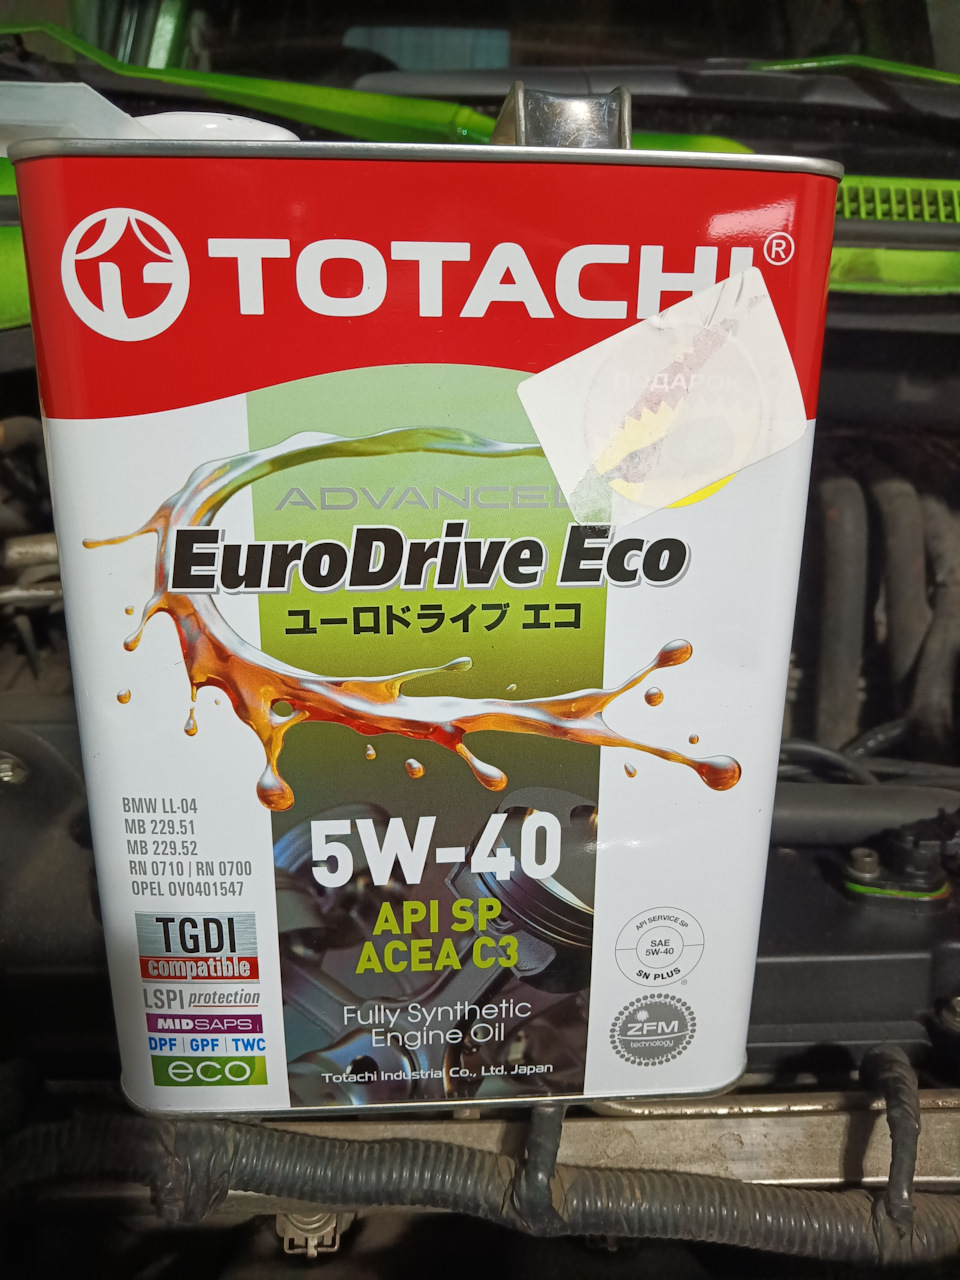 TOTACHI®
ПОДАРОК
ADVANCED
EuroDrive Eco
ユーロドライブ エコ
BMW LL-04
MB 229.51
MB 229.52
RN 0710 | RN 0700
OPEL OV0401547
5W-40
API SP
ACEA C3
TGDI
compatible
LSPI protection
MIDSAPS
DPF | GPF | TWC
eco
Fully Synthetic
Engine Oil
Totachi Industrial Co., Ltd. Japan
API SERVICE SP
SAE
5W-40
SN PLUS
ZFM
technology